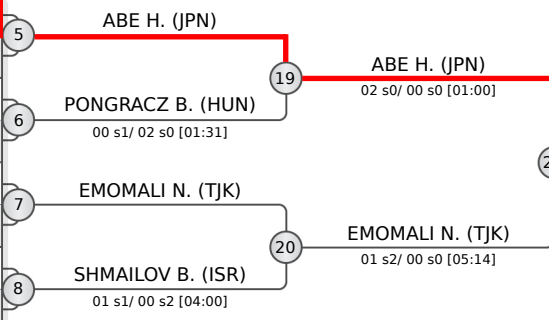 ABE H. (JPN)
5
ABE H. (JPN)
19
02 s0/ 00 s0 [01:00]
PONGRACZ B. (HUN)
6
00 s1/ 02 s0 [01:31]
EMOMALI N. (TJK)
7
EMOMALI N. (TJK)
20
01 s2/ 00 s0 [05:14]
SHMAILOV B. (ISR)
8
01 s1/ 00 s2 [04:00]